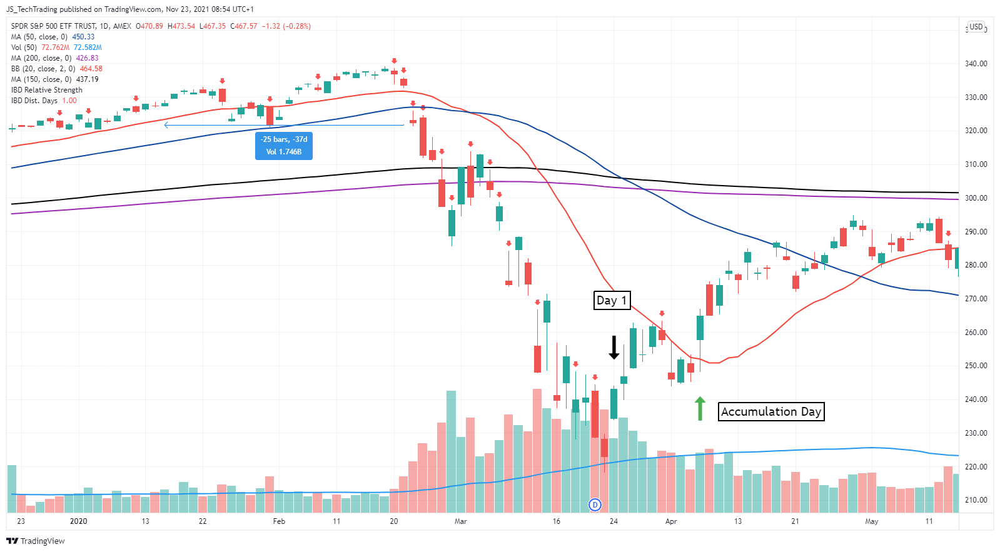 JS_TechTrading published on TradingView.com, Nov 23, 2021 08:54 UTC+1
SPDR S&P 500 ETF TRUST, 1D, AMEX O470.89 H473.54 L467.35 C467.57 −1.32 (−0.28%)
MA (50, close, 0) 450.33
Vol (50) 72.762M 72.582M
MA (200, close, 0) 426.83
BB (20, close, 2, 0) 464.58
MA (150, close, 0) 437.19
IBD Relative Strength
IBD Dist. Days 1.00
USD
340.00
330.00
320.00
310.00
300.00
290.00
280.00
270.00
260.00
250.00
240.00
230.00
220.00
210.00
-25 bars, -37d
Vol 1.746B
Day 1
Accumulation Day
D
23 2020 13 22 Feb 11 20 Mar 16 24 Apr 13 21 May 11
TradingView